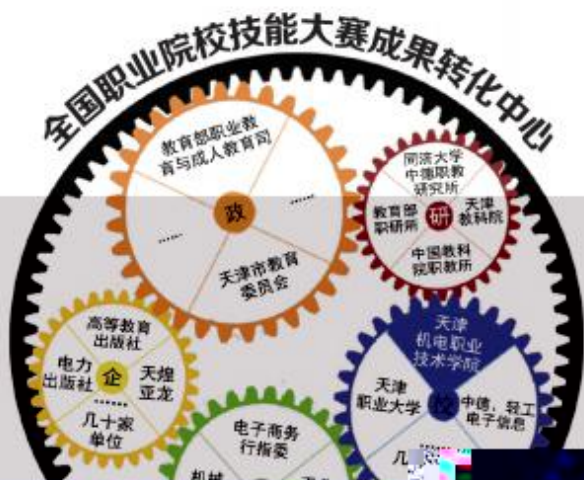 全国职业院校技能大赛成果转化中心
教育部职业教
育与成人教育司
......
政
......
天津市教育
委员会
同济大学
中德职教
研究所
教育部
职研所
研
天津
教科院
中国教科
院职教所
高等教育
出版社
电力
出版社
企
天煌
亚龙
......
几十家
单位
天津
机电职业
技术学院
天津
职业大学
校
中德、轻工
电子信息
......
电子商务
行指委
机械